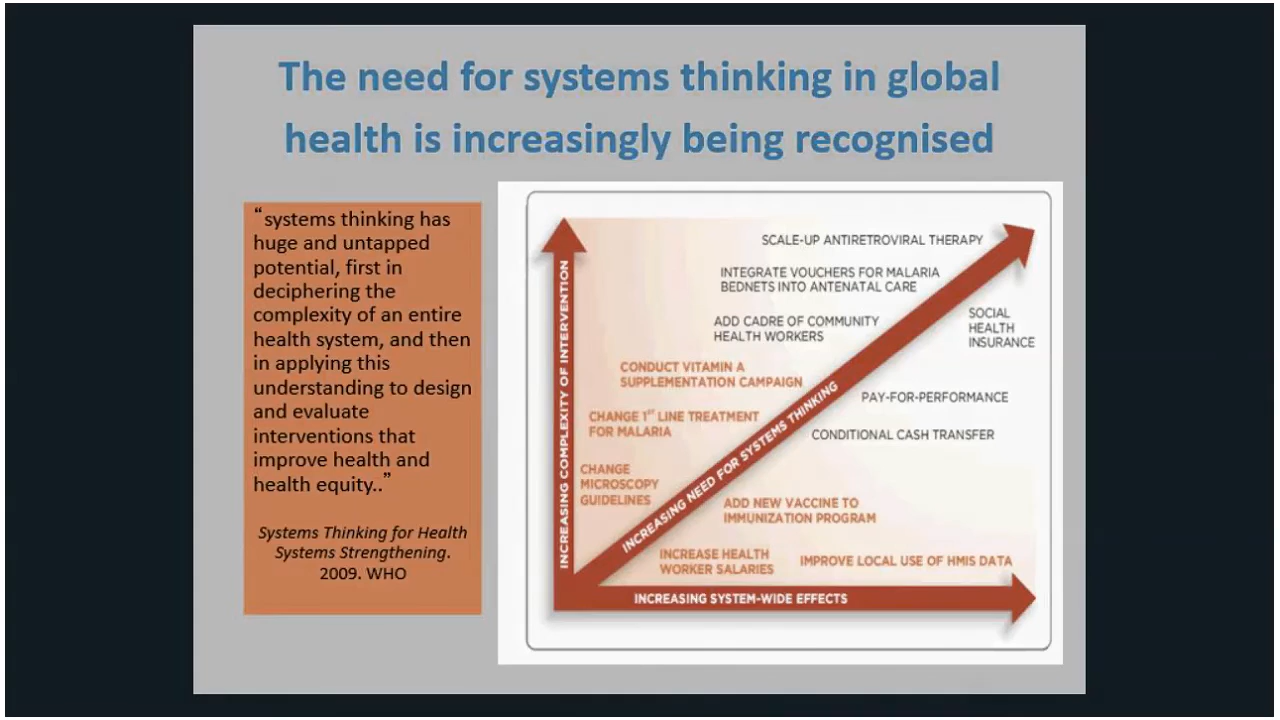 The need for systems thinking in global
health is increasingly being recognised
“systems thinking has
huge and untapped
potential, first in
deciphering the
complexity of an entire
health system, and then
in applying this
understanding to design
and evaluate
interventions that
improve health and
health equity..”
Systems Thinking for Health
Systems Strengthening.
2009. WHO
INCREASING COMPLEXITY OF INTERVENTION
SCALE-UP ANTIRETROVIRAL THERAPY
INTEGRATE VOUCHERS FOR MALARIA
BEDNETS INTO ANTENATAL CARE
ADD CADRE OF COMMUNITY
HEALTH WORKERS
SOCIAL
HEALTH
INSURANCE
CONDUCT VITAMIN A
SUPPLEMENTATION CAMPAIGN
PAY-FOR-PERFORMANCE
CHANGE 1ST LINE TREATMENT
FOR MALARIA
CONDITIONAL CASH TRANSFER
CHANGE
MICROSCOPY
GUIDELINES
INCREASING NEED FOR SYSTEMS THINKING
ADD NEW VACCINE TO
IMMUNIZATION PROGRAM
INCREASE HEALTH
WORKER SALARIES
IMPROVE LOCAL USE OF HMIS DATA
INCREASING SYSTEM-WIDE EFFECTS